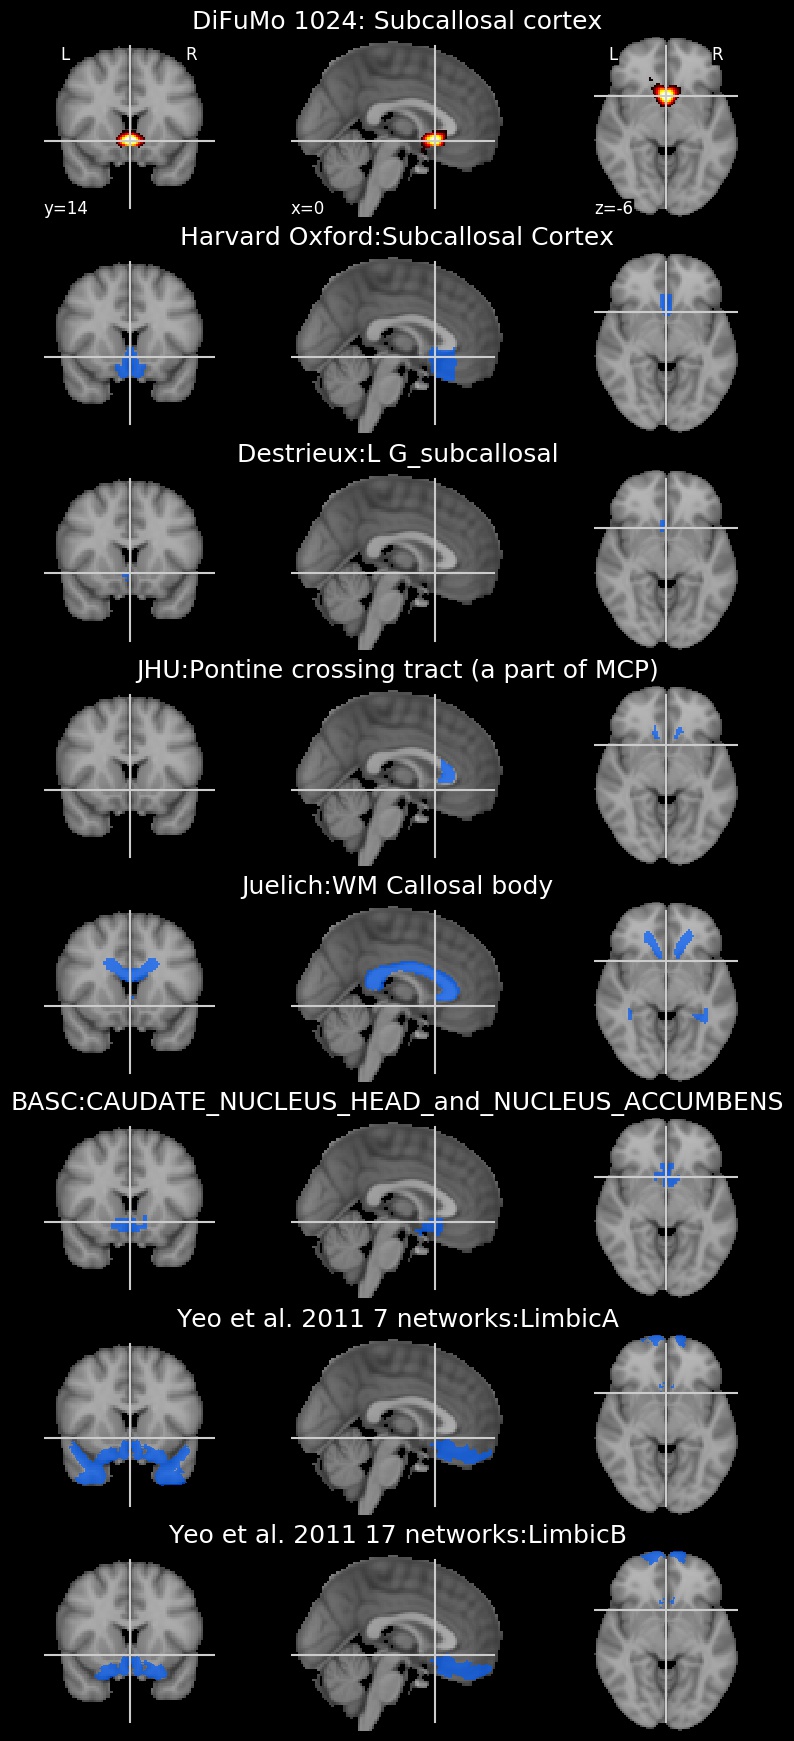 DiFuMo 1024: Subcallosal cortex
L R L R
y=14 x=0 z=-6
Harvard Oxford:Subcallosal Cortex
Destrieux:L G_subcallosal
JHU:Pontine crossing tract (a part of MCP)
Juelich:WM Callosal body
BASC:CAUDATE_NUCLEUS_HEAD_and_NUCLEUS_ACCUMBENS
Yeo et al. 2011 7 networks:LimbicA
Yeo et al. 2011 17 networks:LimbicB